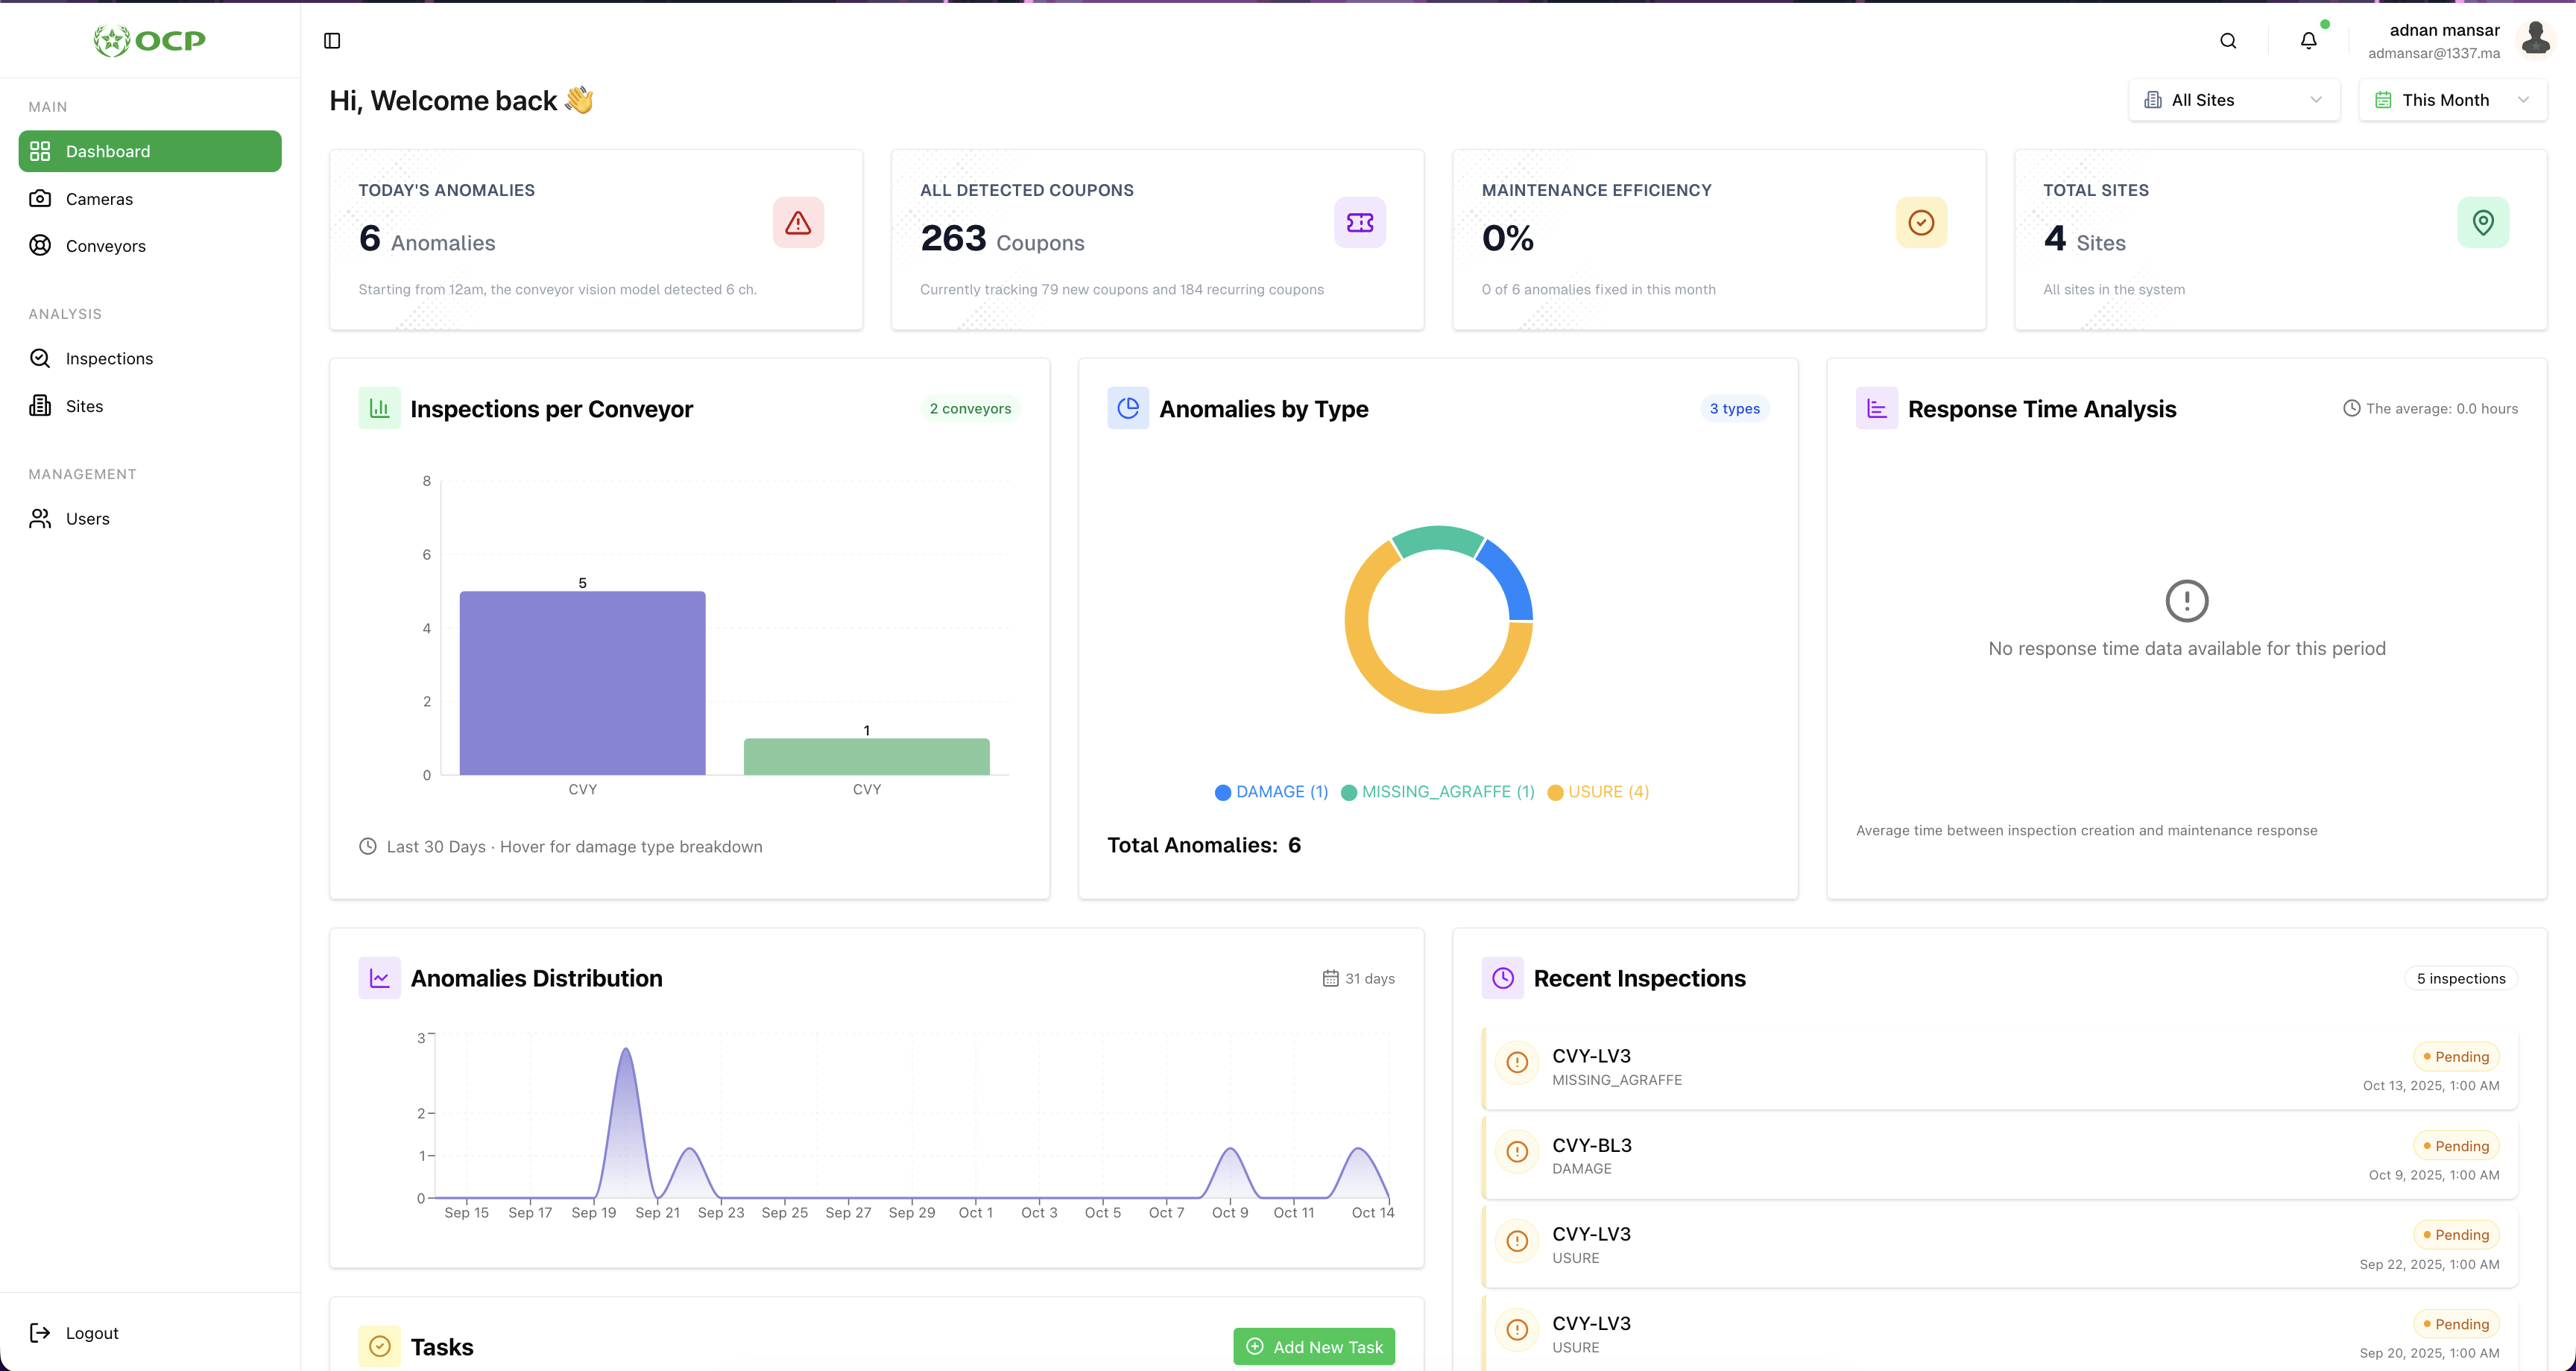 OCP
adnan mansar
admansar@1337.ma
MAIN
Dashboard
Cameras
Conveyors
ANALYSIS
Inspections
Sites
MANAGEMENT
Users
Logout
Hi, Welcome back 👋
All Sites
This Month
TODAY'S ANOMALIES
6 Anomalies
Starting from 12am, the conveyor vision model detected 6 ch.
ALL DETECTED COUPONS
263 Coupons
Currently tracking 79 new coupons and 184 recurring coupons
MAINTENANCE EFFICIENCY
0%
0 of 6 anomalies fixed in this month
TOTAL SITES
4 Sites
All sites in the system
Inspections per Conveyor
2 conveyors
8
6
4
2
0
5
1
CVY
CVY
Last 30 Days · Hover for damage type breakdown
Anomalies by Type
3 types
DAMAGE (1) MISSING_AGRAFFE (1) USURE (4)
Total Anomalies: 6
Response Time Analysis
The average: 0.0 hours
No response time data available for this period
Average time between inspection creation and maintenance response
Anomalies Distribution
31 days
3
2
1
0
Sep 15 Sep 17 Sep 19 Sep 21 Sep 23 Sep 25 Sep 27 Sep 29 Oct 1 Oct 3 Oct 5 Oct 7 Oct 9 Oct 11 Oct 14
Recent Inspections
5 inspections
CVY-LV3
MISSING_AGRAFFE
Pending
Oct 13, 2025, 1:00 AM
CVY-BL3
DAMAGE
Pending
Oct 9, 2025, 1:00 AM
CVY-LV3
USURE
Pending
Sep 22, 2025, 1:00 AM
CVY-LV3
USURE
Pending
Sep 20, 2025, 1:00 AM
Tasks
Add New Task